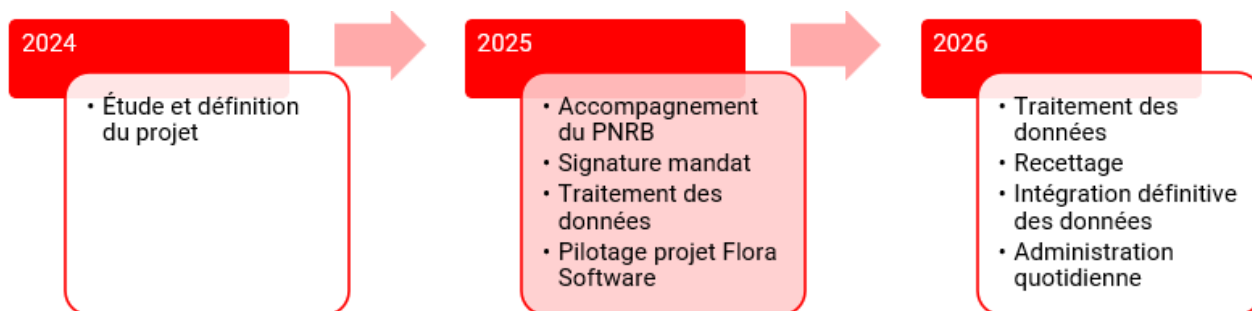 2024
• Étude et définition
du projet
2025
• Accompagnement
du PNRB
• Signature mandat
• Traitement des
données
• Pilotage projet Flora
Software
2026
• Traitement des
données
• Recettage
• Intégration définitive
des données
• Administration
quotidienne